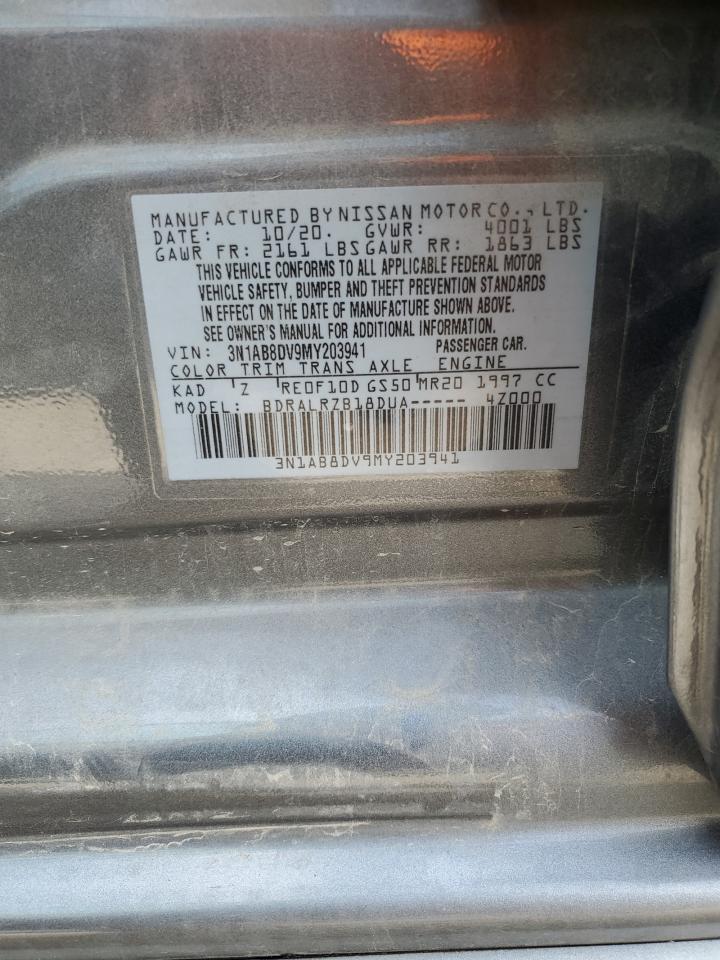 MANUFACTURED BY NISSAN MOTOR CO., LTD.
DATE: 10/20. GVWR: 4001 LBS
GAWR FR: 2161 LBS GAWR RR: 1863 LBS
THIS VEHICLE CONFORMS TO ALL APPLICABLE FEDERAL MOTOR
VEHICLE SAFETY, BUMPER AND THEFT PREVENTION STANDARDS
IN EFFECT ON THE DATE OF MANUFACTURE SHOWN ABOVE.
SEE OWNER'S MANUAL FOR ADDITIONAL INFORMATION.
VIN: 3N1AB8DV9MY203941 PASSENGER CAR.
COLOR TRIM TRANS AXLE ENGINE
KAD Z RE0F10D GS50 MR20 1997 CC
MODEL: BDRALRZB18DUA----- 4Z000
3N1AB8DV9MY203941